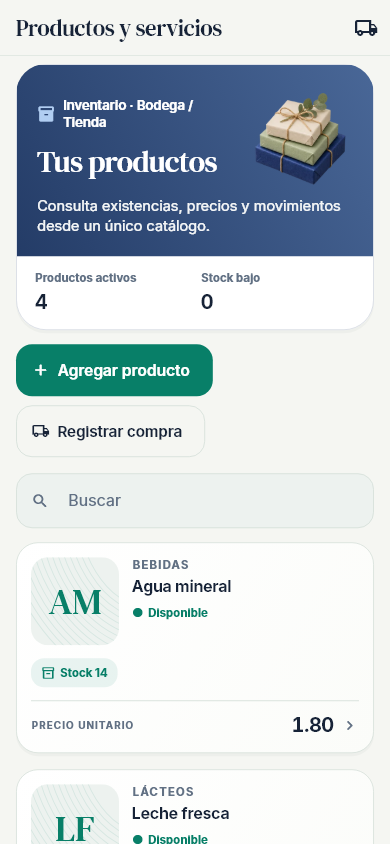 Productos y servicios
Inventario · Bodega /
Tienda
Tus productos
Consulta existencias, precios y movimientos
desde un único catálogo.
Productos activos
4
Stock bajo
0
+ Agregar producto
Registrar compra
Buscar
AM
BEBIDAS
Agua mineral
Disponible
Stock 14
PRECIO UNITARIO
1.80
LF
LÁCTEOS
Leche fresca
Disponible